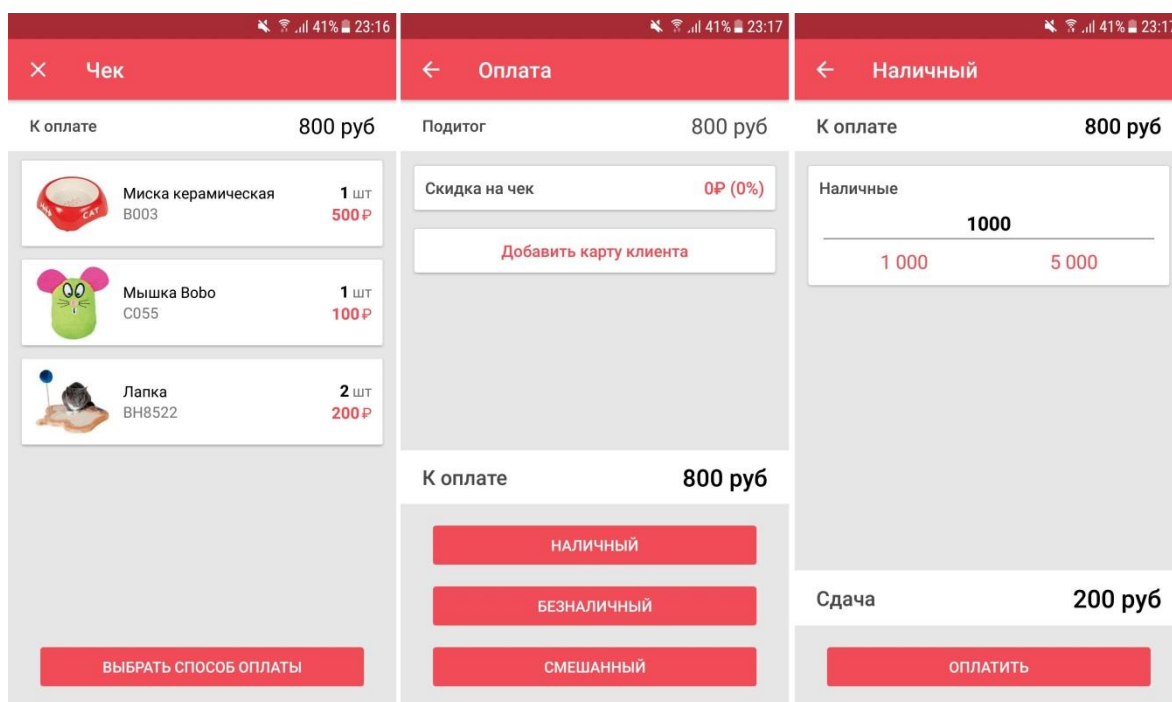 41% 23:16
Чек
К оплате 800 руб
Миска керамическая 1 шт
B003 500 ₽
CAT
Мышка Bobo 1 шт
C055 100 ₽
Лапка 2 шт
BH8522 200 ₽
ВЫБРАТЬ СПОСОБ ОПЛАТЫ
41% 23:17
Оплата
Подитог 800 руб
Скидка на чек 0₽ (0%)
Добавить карту клиента
К оплате 800 руб
НАЛИЧНЫЙ
БЕЗНАЛИЧНЫЙ
СМЕШАННЫЙ
41% 23:17
Наличный
К оплате 800 руб
Наличные
1000
1 000 5 000
Сдача 200 руб
ОПЛАТИТЬ